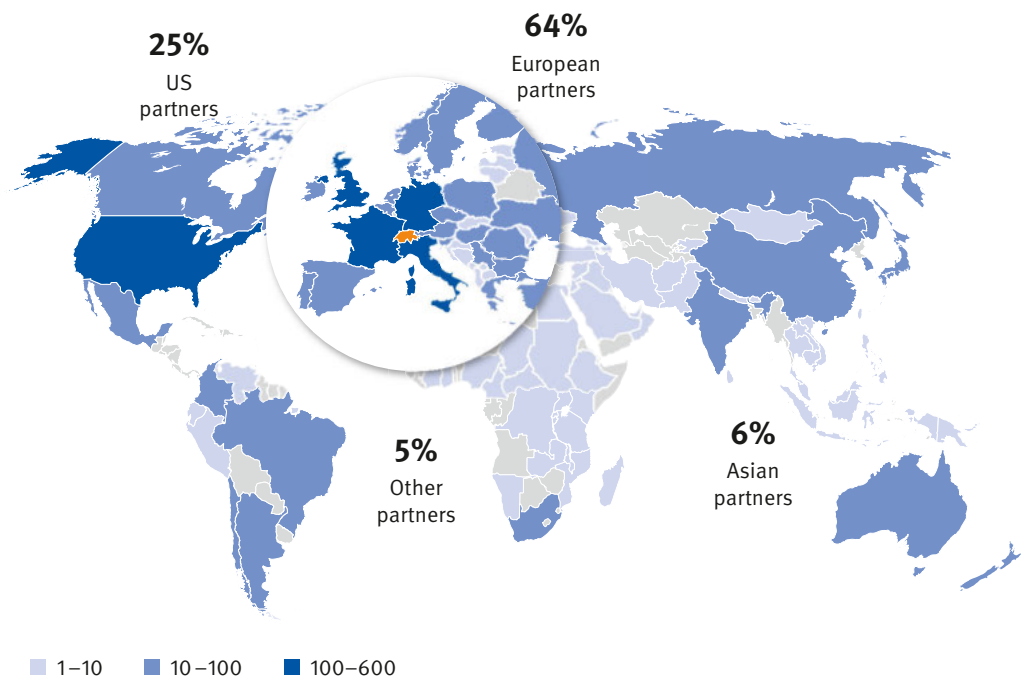 25%
US
partners
64%
European
partners
5%
Other
partners
6%
Asian
partners
1–10
10–100
100–600